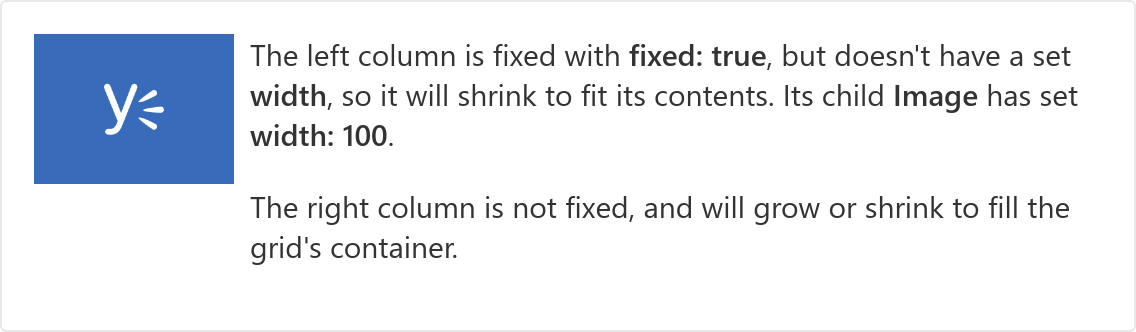 The left column is fixed with fixed: true, but doesn't have a set
width, so it will shrink to fit its contents. Its child Image has set
width: 100.
The right column is not fixed, and will grow or shrink to fill the
grid's container.